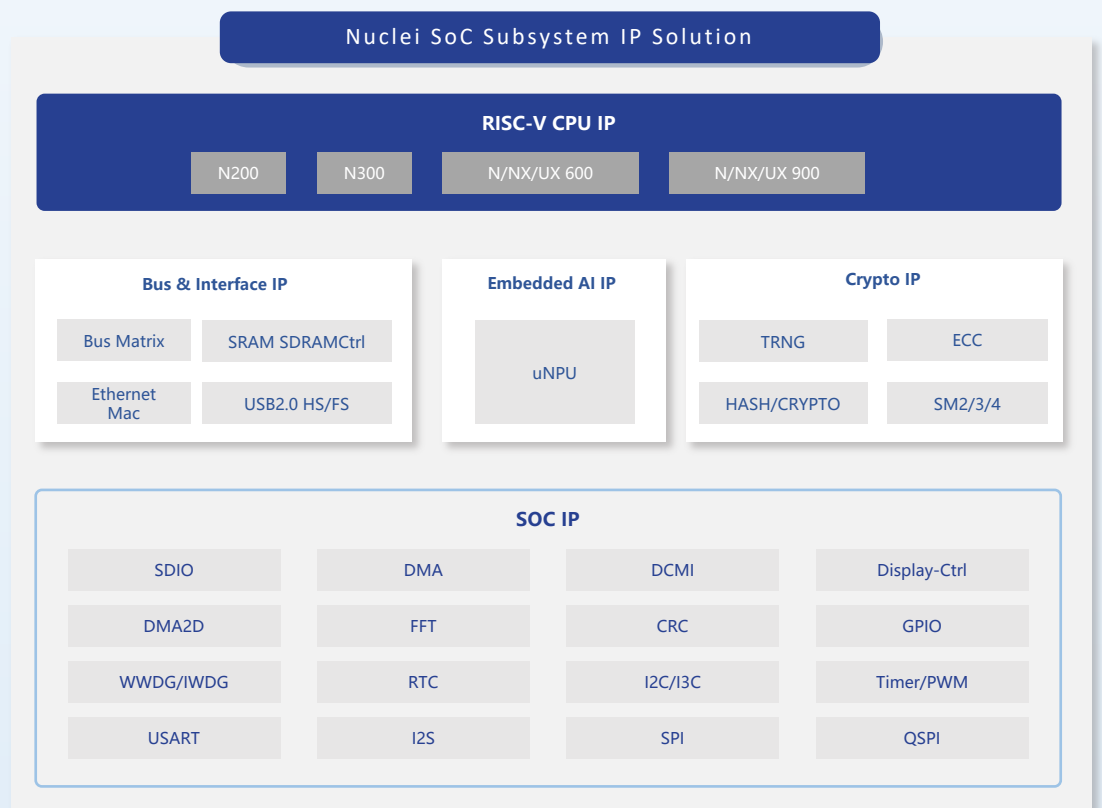 Nuclei SoC Subsystem IP Solution
RISC-V CPU IP
N200
N300
N/NX/UX 600
N/NX/UX 900
Bus & Interface IP
Bus Matrix
SRAM SDRAMCtrl
Ethernet
Mac
USB2.0 HS/FS
Embedded AI IP
uNPU
Crypto IP
TRNG
ECC
HASH/CRYPTO
SM2/3/4
SOC IP
SDIO
DMA
DCMI
Display-Ctrl
DMA2D
FFT
CRC
GPIO
WWDG/IWDG
RTC
I2C/I3C
Timer/PWM
USART
I2S
SPI
QSPI